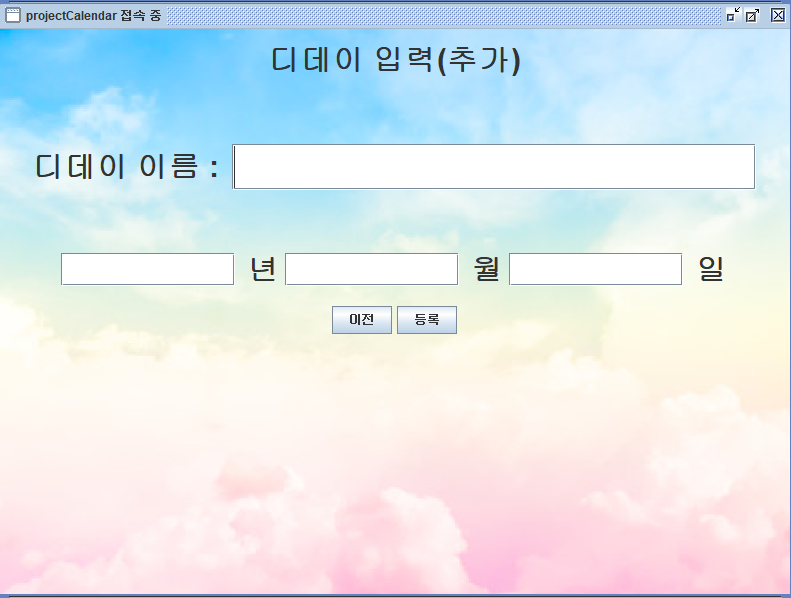 projectCalendar 접속 중
디데이 입력(추가)
디데이 이름 :
년 월 일
이전 등록